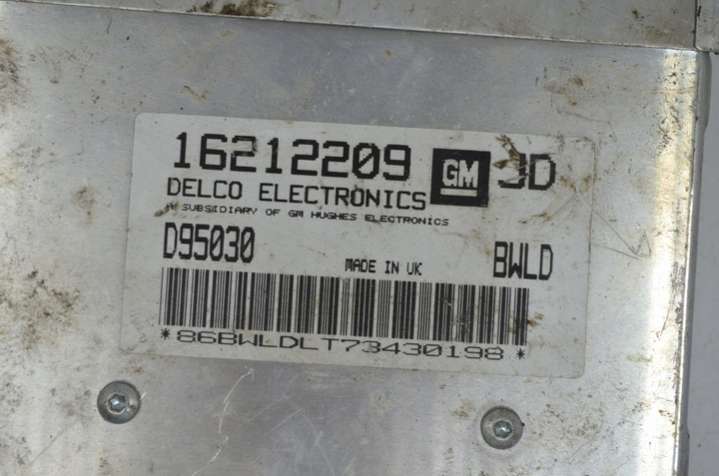 16212209 GM JD
DELCO ELECTRONICS
A SUBSIDIARY OF GM HUGHES ELECTRONICS
D95030 MADE IN UK BWLD
*86BWLDLT73430198*